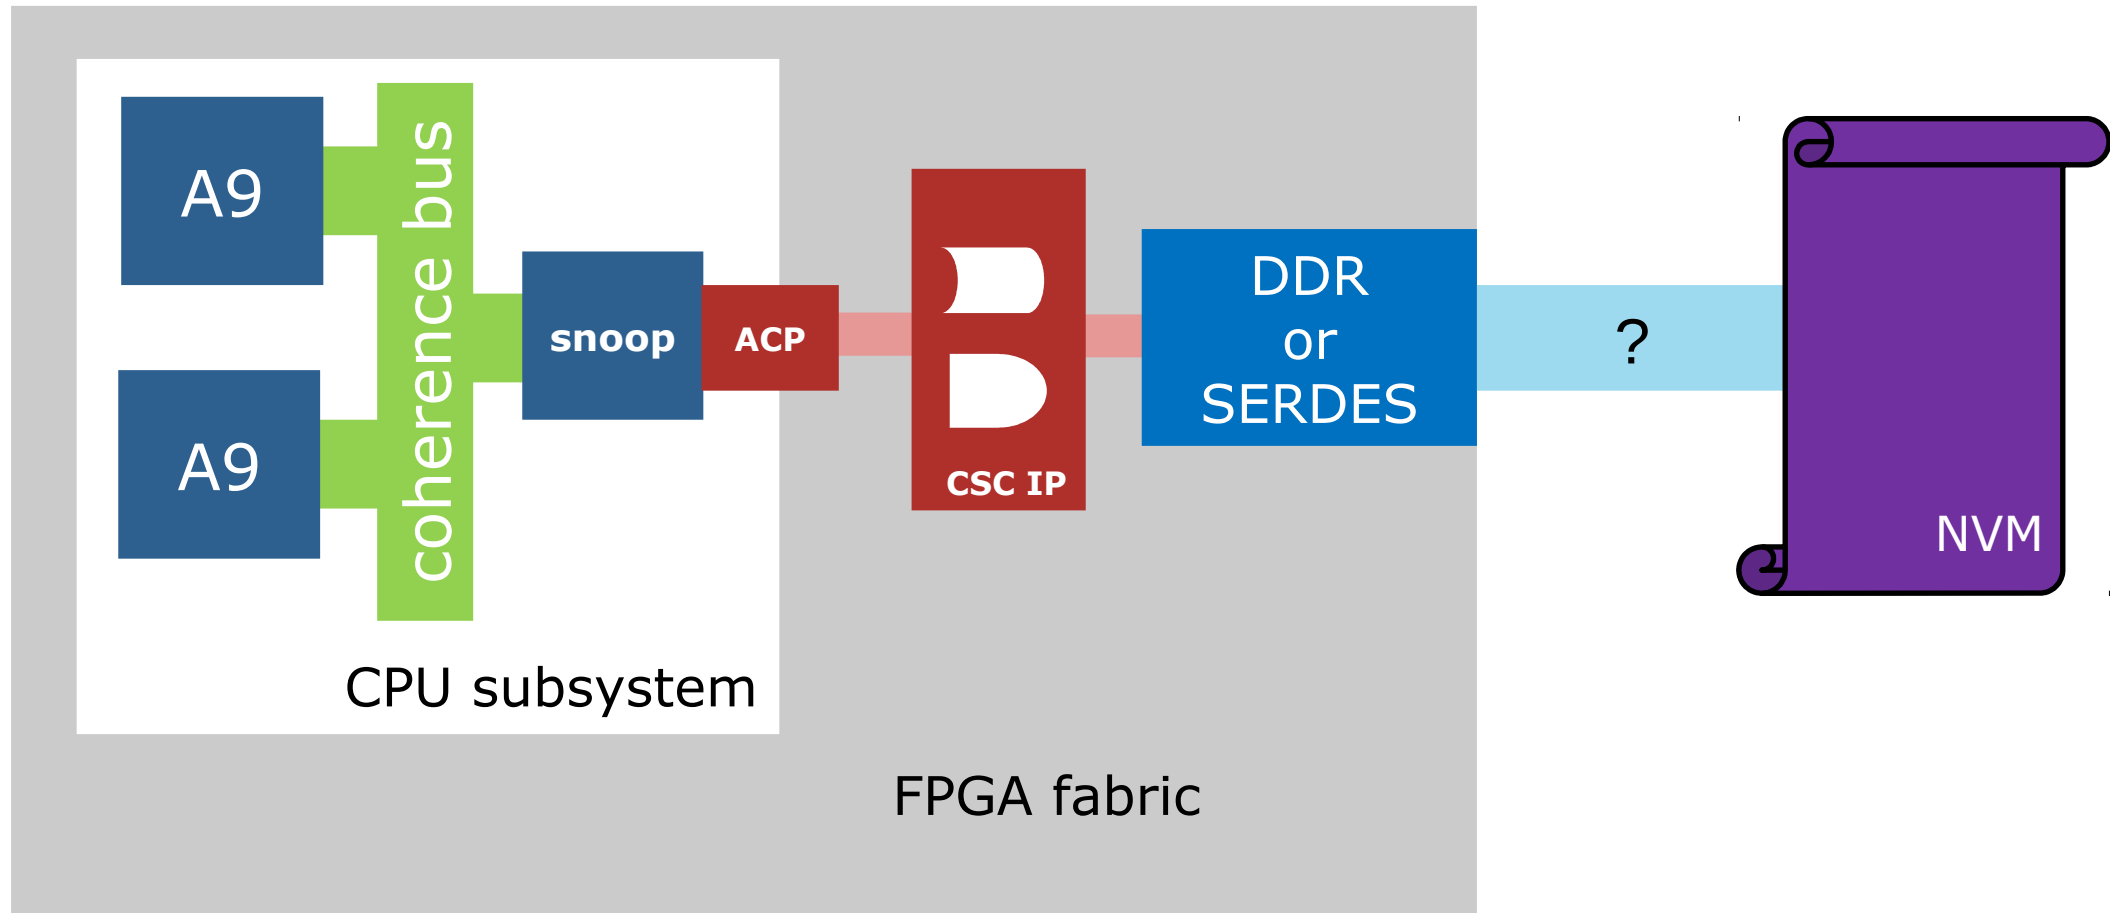 A9
A9
coherence bus
snoop
ACP
CSC IP
DDR
or
SERDES
?
NVM
CPU subsystem
FPGA fabric